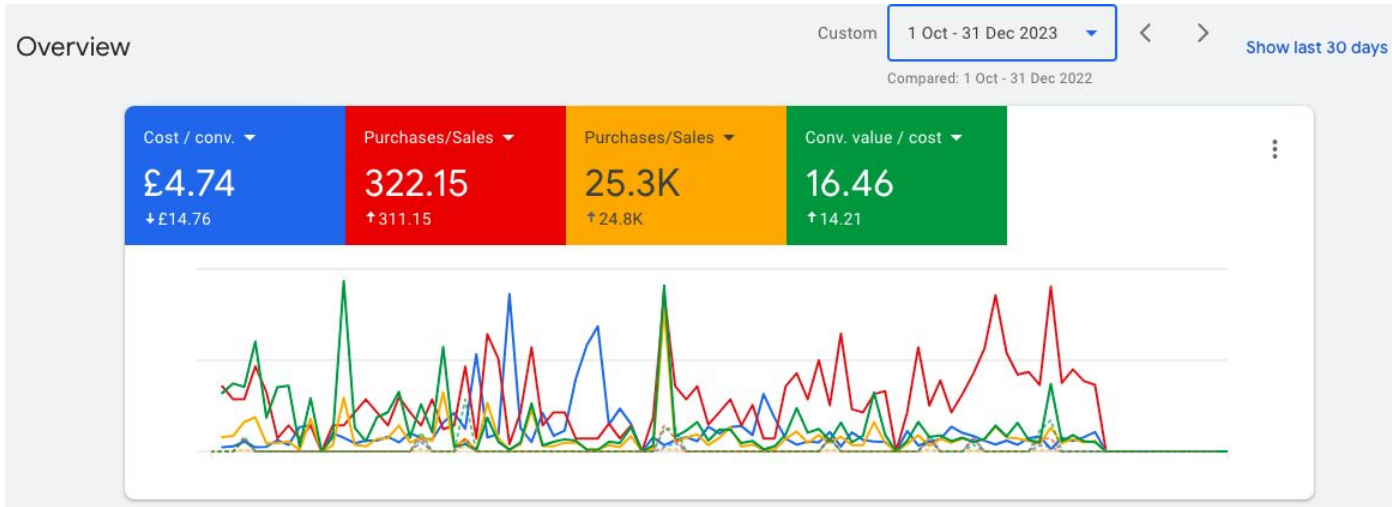 Overview
Custom 1 Oct - 31 Dec 2023
Show last 30 days
Compared: 1 Oct - 31 Dec 2022
Cost / conv. Purchases/Sales Purchases/Sales Conv. value / cost
£4.74 322.15 25.3K 16.46
↓£14.76 ↑311.15 ↑24.8K ↑14.21